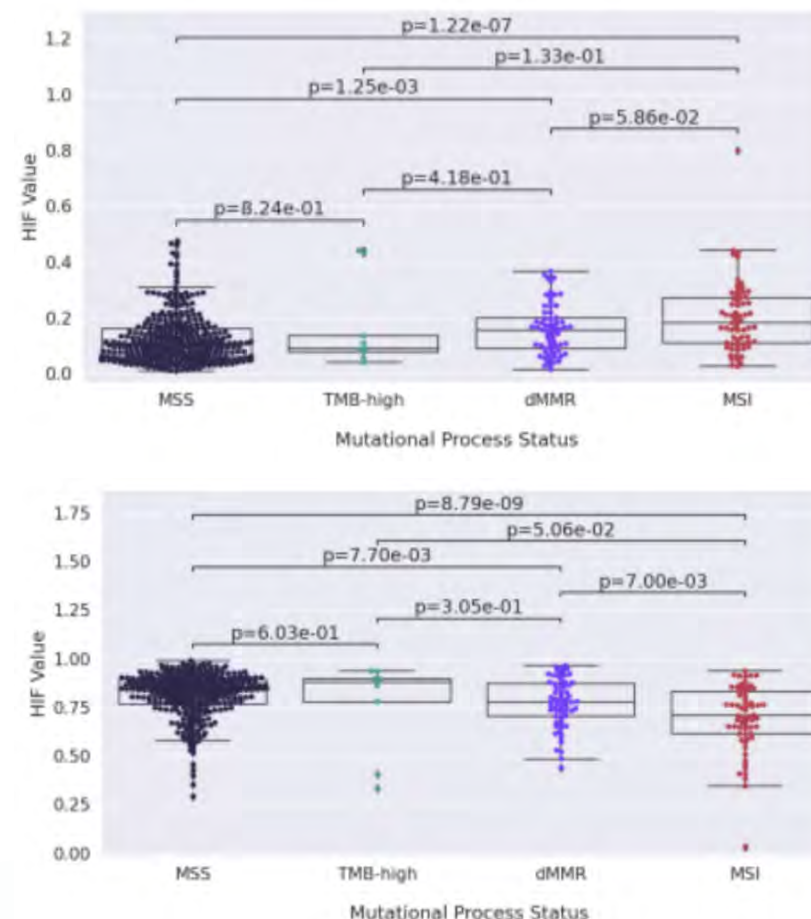 1.2
p=1.22e-07
p=1.33e-01
1.0
p=1.25e-03
p=5.86e-02
0.8
HIF Value
p=4.18e-01
0.6
p=8.24e-01
0.4
0.2
0.0
MSS TMB-high dMMR MSI
Mutational Process Status
p=8.79e-09
1.75
p=5.06e-02
1.50
p=7.70e-03
p=7.00e-03
1.25
p=3.05e-01
p=6.03e-01
1.00
HIF Value
0.75
0.50
0.25
0.00
MSS TMB-high dMMR MSI
Mutational Process Status